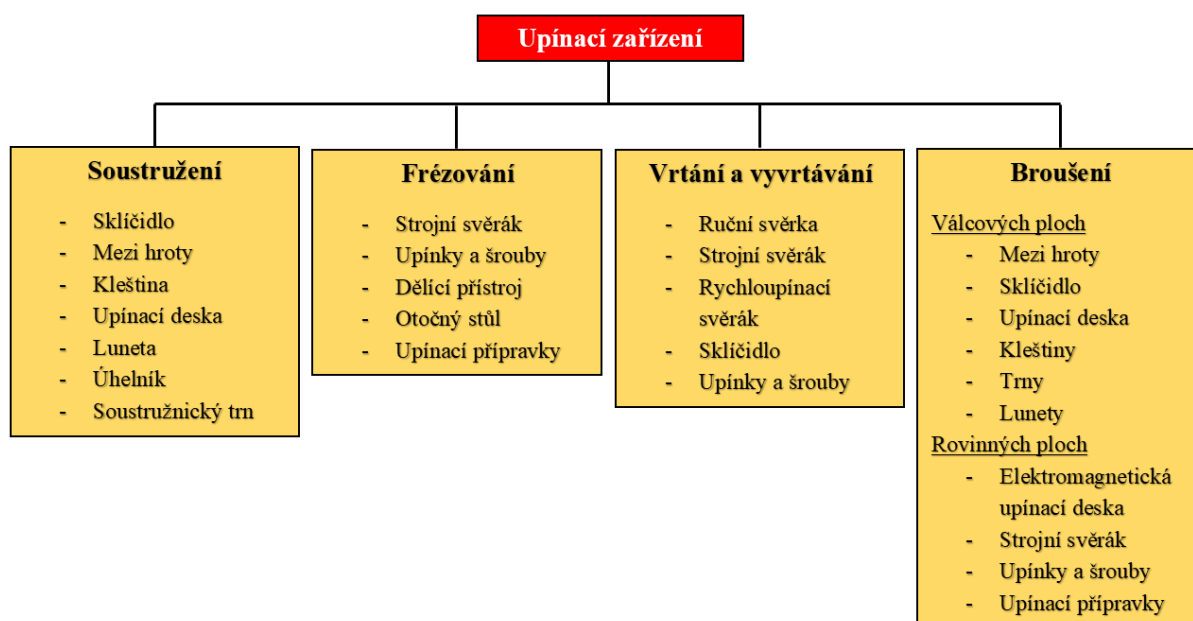 Upínací zařízení
Soustružení
- Sklíčidlo
- Mezi hroty
- Kleština
- Upínací deska
- Luneta
- Úhelník
- Soustružnický trn
Frézování
- Strojní svěrák
- Upínky a šrouby
- Dělící přístroj
- Otočný stůl
- Upínací přípravky
Vrtání a vyvrtávání
- Ruční svěrka
- Strojní svěrák
- Rychloupínací
svěrák
- Sklíčidlo
- Upínky a šrouby
Broušení
Válcových ploch
- Mezi hroty
- Sklíčidlo
- Upínací deska
- Kleštiny
- Trny
- Lunety
Rovinných ploch
- Elektromagnetická
upínací deska
- Strojní svěrák
- Upínky a šrouby
- Upínací přípravky